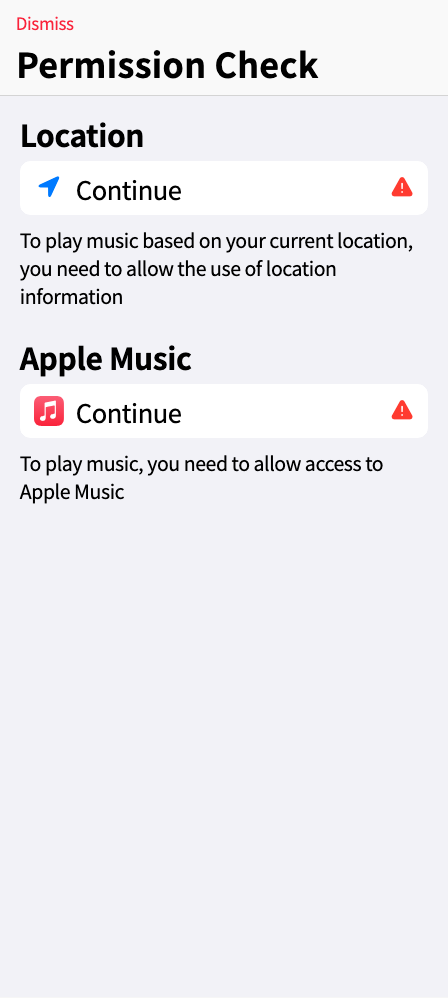 Dismiss
Permission Check
Location
Continue
To play music based on your current location,
you need to allow the use of location
information
Apple Music
Continue
To play music, you need to allow access to
Apple Music